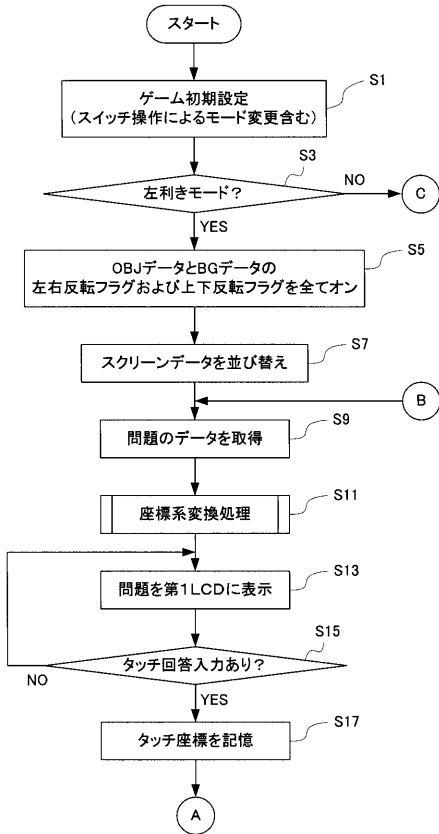 スタート
ゲーム初期設定
(スイッチ操作によるモード変更含む)
S1
左利きモード？
S3
NO
C
YES
OBJデータとBGデータの
左右反転フラグおよび上下反転フラグを全てオン
S5
スクリーンデータを並び替え
S7
B
問題のデータを取得
S9
座標系変換処理
S11
問題を第1LCDに表示
S13
タッチ回答入力あり？
S15
NO
YES
タッチ座標を記憶
S17
A